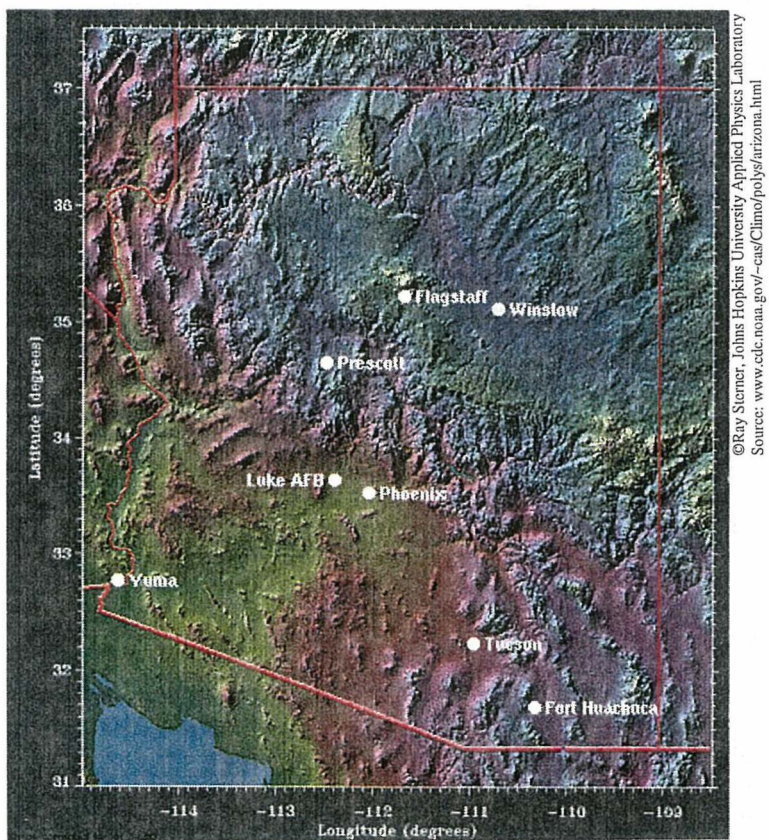 37
36
Flagstaff
Winslow
35
Prescott
34
Luke AFB
Phoenix
33
Yuma
Tucson
32
Fort Huachuca
31
-114 -113 -112 -111 -110 -109
Longitude (degrees)
Latitude (degrees)
©Ray Sterner, Johns Hopkins University Applied Physics Laboratory
Source: www.cdc.noaa.gov/~cas/Climo/polys/arizona.html